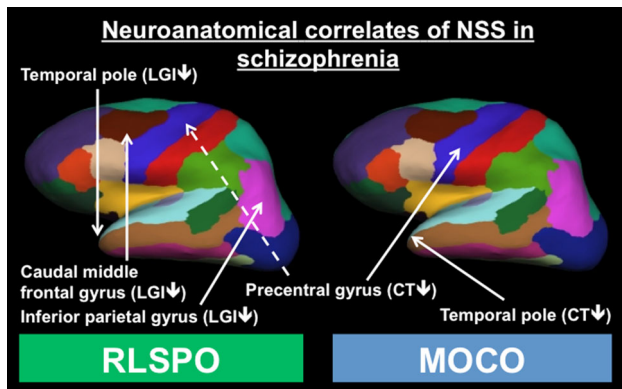 Neuroanatomical correlates of NSS in
schizophrenia
Temporal pole (LGI🡻)
Caudal middle
frontal gyrus (LGI🡻)
Inferior parietal gyrus (LGI🡻)
Precentral gyrus (CT🡻)
Temporal pole (CT🡻)
RLSPO
MOCO